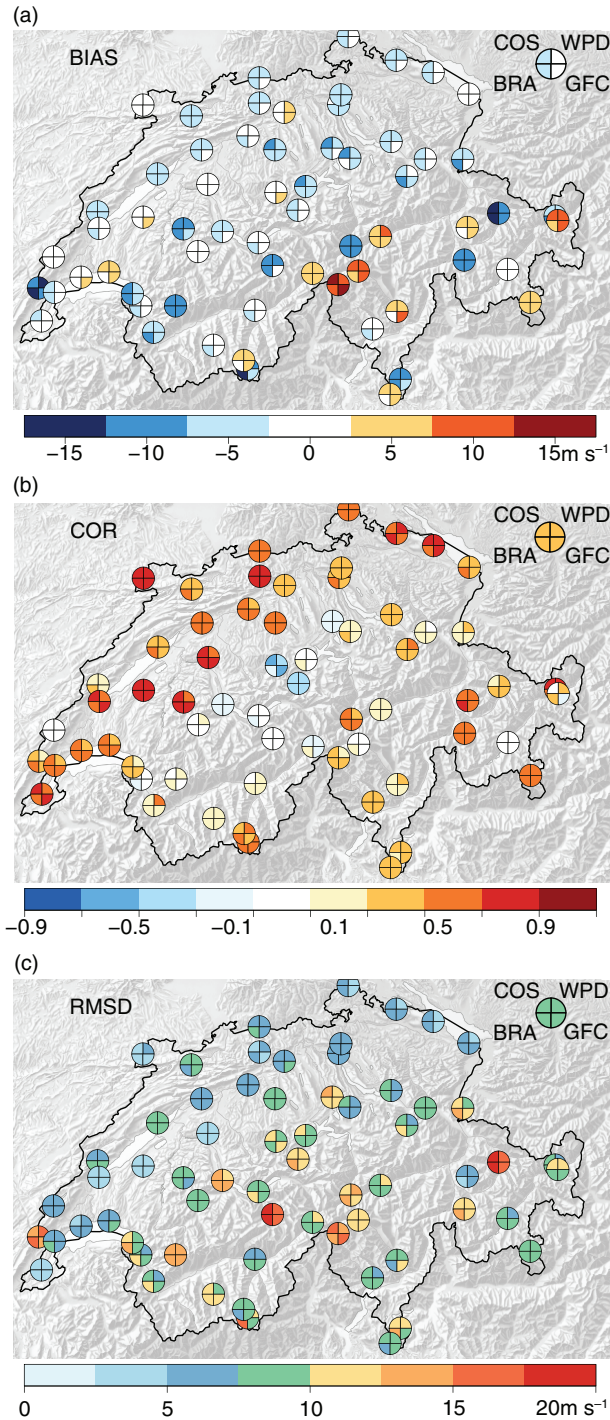 (a)
BIAS
COS WPD
BRA GFC
−15 −10 −5 0 5 10 15m s⁻¹
(b)
COR
COS WPD
BRA GFC
−0.9 −0.5 −0.1 0.1 0.5 0.9
(c)
RMSD
COS WPD
BRA GFC
0 5 10 15 20m s⁻¹